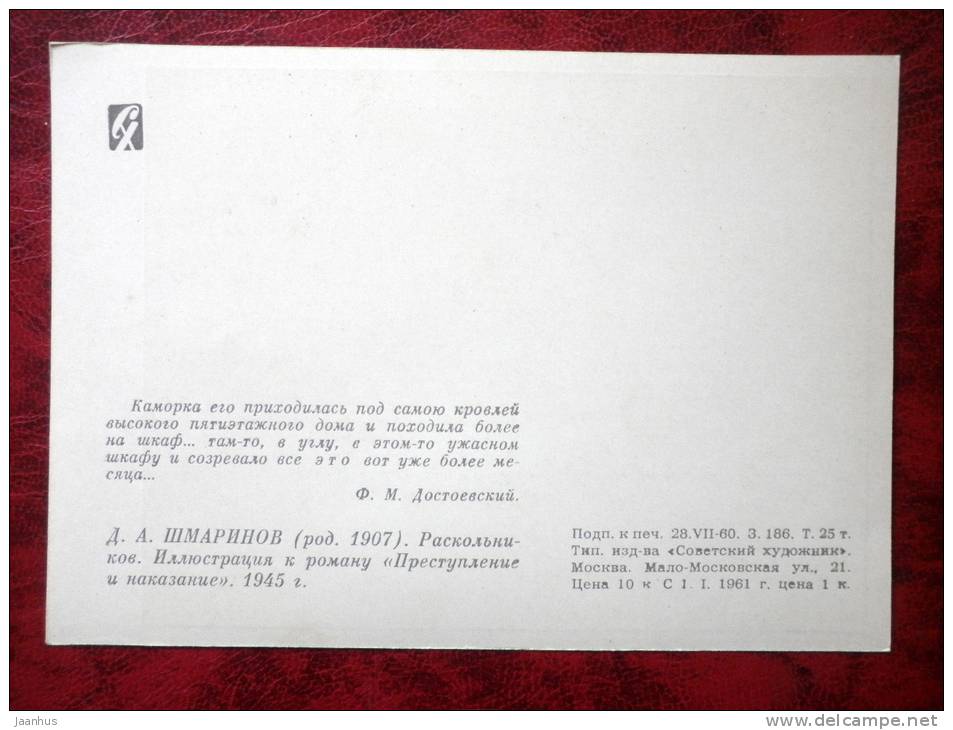 СХ
Каморка его приходилась под самою кровлей
высокого пятиэтажного дома и походила более
на шкаф... там-то, в углу, в этом-то ужасном
шкафу и созревало все это вот уже более ме-
сяца...
Ф. М. Достоевский.
Д. А. ШМАРИНОВ (род. 1907). Раскольни-
ков. Иллюстрация к роману «Преступление
и наказание». 1945 г.
Подп. к печ. 28.VII-60. З. 186. Т. 25 т.
Тип. изд-ва «Советский художник».
Москва. Мало-Московская ул., 21.
Цена 10 к С 1. I. 1961 г. цена 1 к.
Jaanhus
www.delcampe.net